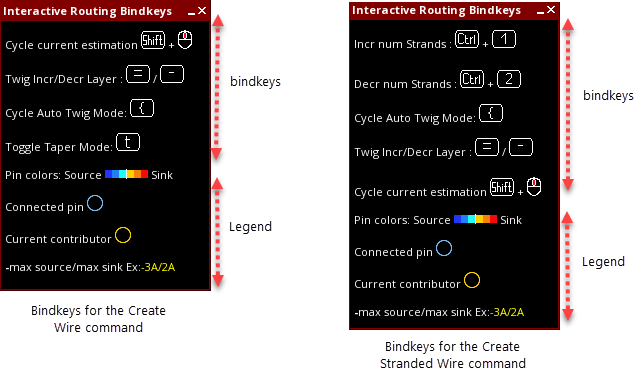 Interactive Routing Bindkeys
Cycle current estimation Shift +
Twig Incr/Decr Layer : = / -
Cycle Auto Twig Mode: {
Toggle Taper Mode: t
Pin colors: Source Sink
Connected pin
Current contributor
-max source/max sink Ex:-3A/2A
bindkeys
Legend
Bindkeys for the Create
Wire command
Interactive Routing Bindkeys
Incr num Strands : Ctrl + 1
Decr num Strands : Ctrl + 2
Cycle Auto Twig Mode: {
Twig Incr/Decr Layer : = / -
Cycle current estimation Shift +
Pin colors: Source Sink
Connected pin
Current contributor
-max source/max sink Ex:-3A/2A
bindkeys
Legend
Bindkeys for the Create
Stranded Wire command